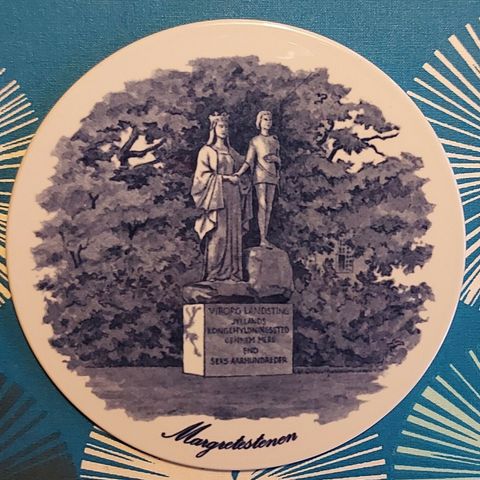 VIBORG LANDSTING
JYLLANDS
KONGEHYLDNINGSSTED
GENNEM MERE
END
SEKS AARHUNDREDER
Margretestenen